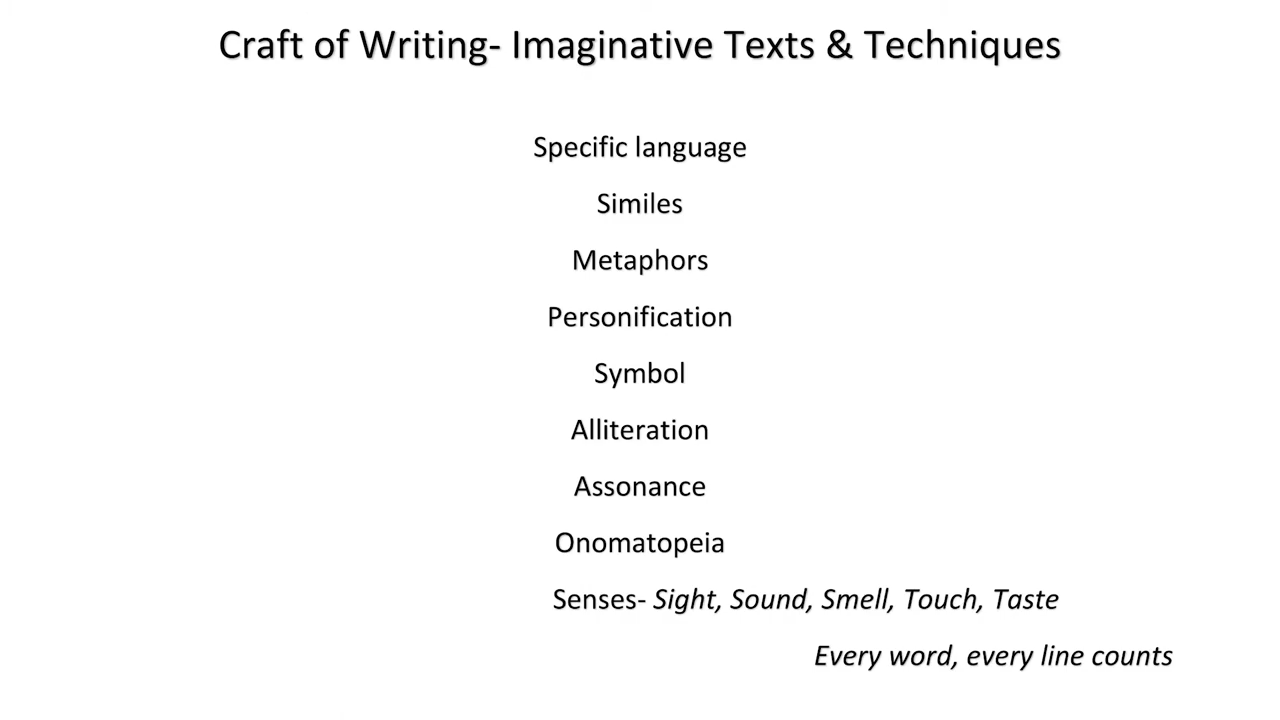 Craft of Writing- Imaginative Texts & Techniques
Specific language
Similes
Metaphors
Personification
Symbol
Alliteration
Assonance
Onomatopeia
Senses- Sight, Sound, Smell, Touch, Taste
Every word, every line counts